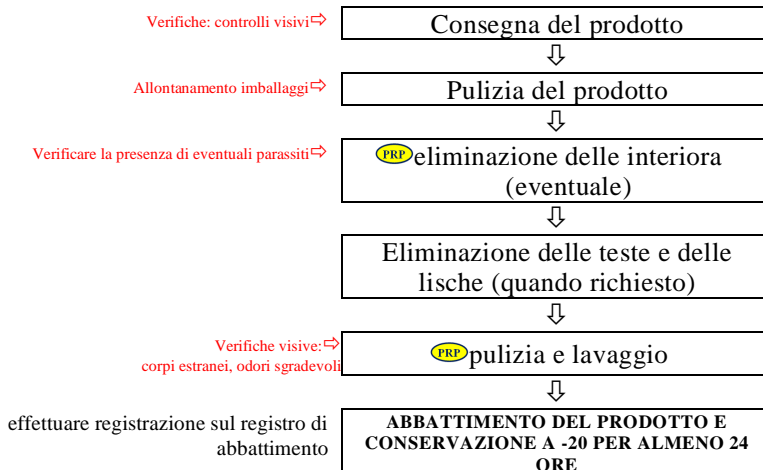 Verifiche: controlli visivi⇨
Consegna del prodotto
Allontanamento imballaggi⇨
Pulizia del prodotto
Verificare la presenza di eventuali parassiti⇨
PRP eliminazione delle interiora
(eventuale)
Eliminazione delle teste e delle
lische (quando richiesto)
Verifiche visive:⇨
corpi estranei, odori sgradevoli
PRP pulizia e lavaggio
effettuare registrazione sul registro di
abbattimento
ABBATTIMENTO DEL PRODOTTO E
CONSERVAZIONE A -20 PER ALMENO 24
ORE